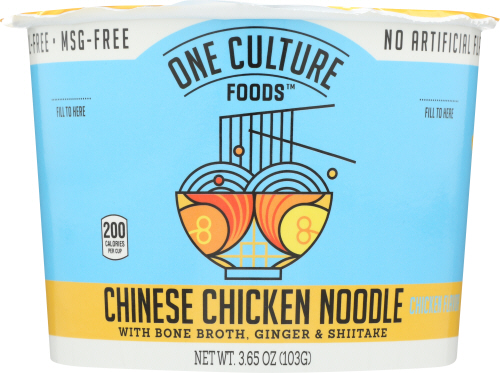 -FREE • MSG-FREE
NO ARTIFICIAL
ONE CULTURE
FOODS™
FILL TO HERE
FILL TO HERE
200
CALORIES
PER CUP
CHINESE CHICKEN NOODLE
CHICKEN
WITH BONE BROTH, GINGER & SHIITAKE
NET WT. 3.65 OZ (103G)